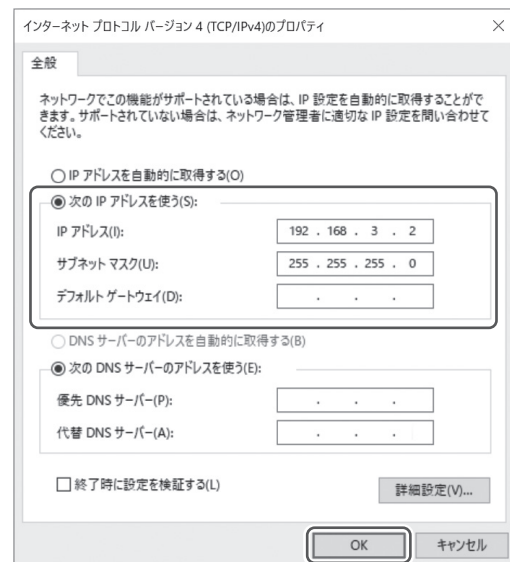 インターネット プロトコル バージョン 4 (TCP/IPv4)のプロパティ
全般
ネットワークでこの機能がサポートされている場合は、IP 設定を自動的に取得することがで
きます。サポートされていない場合は、ネットワーク管理者に適切な IP 設定を問い合わせて
ください。
IP アドレスを自動的に取得する(O)
次の IP アドレスを使う(S):
IP アドレス(I): 192 . 168 . 3 . 2
サブネット マスク(U): 255 . 255 . 255 . 0
デフォルト ゲートウェイ(D): . . .
DNS サーバーのアドレスを自動的に取得する(B)
次の DNS サーバーのアドレスを使う(E):
優先 DNS サーバー(P): . . .
代替 DNS サーバー(A): . . .
終了時に設定を検証する(L)
詳細設定(V)...
OK キャンセル